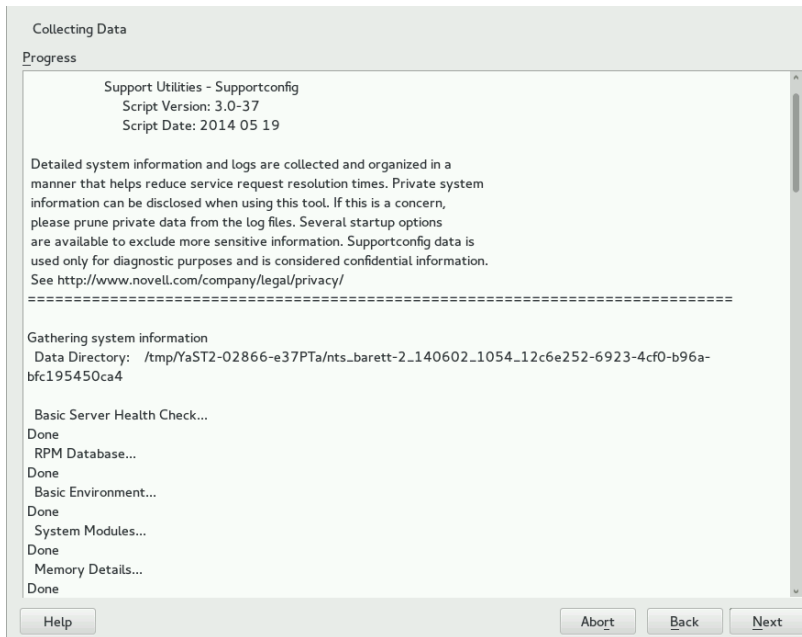 Collecting Data
Progress
Support Utilities - Supportconfig
Script Version: 3.0-37
Script Date: 2014 05 19
Detailed system information and logs are collected and organized in a
manner that helps reduce service request resolution times. Private system
information can be disclosed when using this tool. If this is a concern,
please prune private data from the log files. Several startup options
are available to exclude more sensitive information. Supportconfig data is
used only for diagnostic purposes and is considered confidential information.
See http://www.novell.com/company/legal/privacy/
=============================================================================
Gathering system information
Data Directory: /tmp/YaST2-02866-e37PTa/nts_barett-2_140602_1054_12c6e252-6923-4cf0-b96a-
bfc195450ca4
Basic Server Health Check...
Done
RPM Database...
Done
Basic Environment...
Done
System Modules...
Done
Memory Details...
Done
Help Abort Back Next